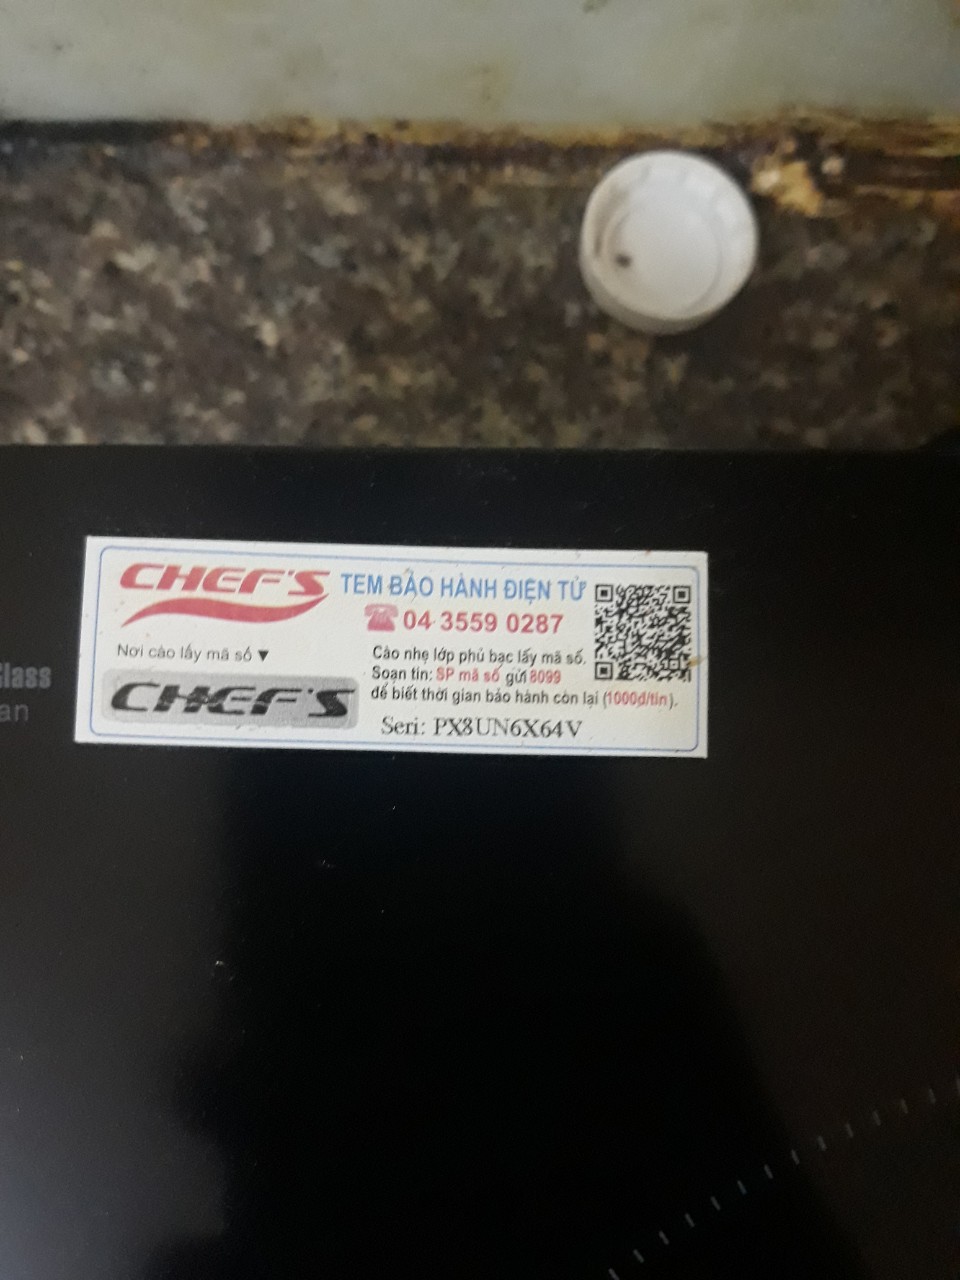 CHEF'S
TEM BẢO HÀNH ĐIỆN TỬ
04 3559 0287
Nơi cào lấy mã số ▼
CHEF'S
Cào nhẹ lớp phủ bạc lấy mã số.
Soạn tin: SP mã số gửi 8099
để biết thời gian bảo hành còn lại (1000đ/tin).
Seri: PX8UN6X64V
Glass